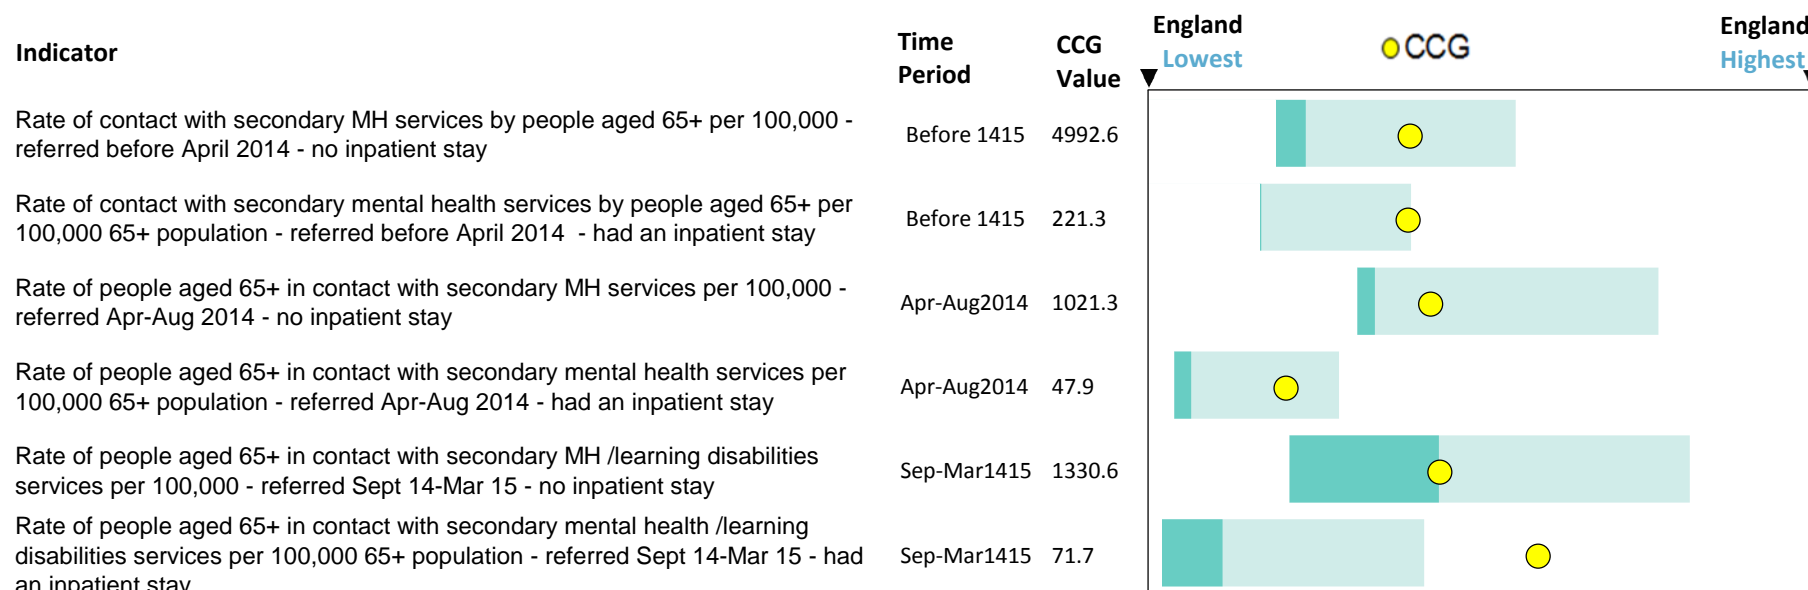 Indicator
Time Period
CCG Value
England Lowest
CCG
England Highest
Rate of contact with secondary MH services by people aged 65+ per 100,000 -
referred before April 2014 - no inpatient stay
Before 1415 4992.6
Rate of contact with secondary mental health services by people aged 65+ per
100,000 65+ population - referred before April 2014 - had an inpatient stay
Before 1415 221.3
Rate of people aged 65+ in contact with secondary MH services per 100,000 -
referred Apr-Aug 2014 - no inpatient stay
Apr-Aug2014 1021.3
Rate of people aged 65+ in contact with secondary mental health services per
100,000 65+ population - referred Apr-Aug 2014 - had an inpatient stay
Apr-Aug2014 47.9
Rate of people aged 65+ in contact with secondary MH /learning disabilities
services per 100,000 - referred Sept 14-Mar 15 - no inpatient stay
Sep-Mar1415 1330.6
Rate of people aged 65+ in contact with secondary mental health /learning
disabilities services per 100,000 65+ population - referred Sept 14-Mar 15 - had
an inpatient stay
Sep-Mar1415 71.7